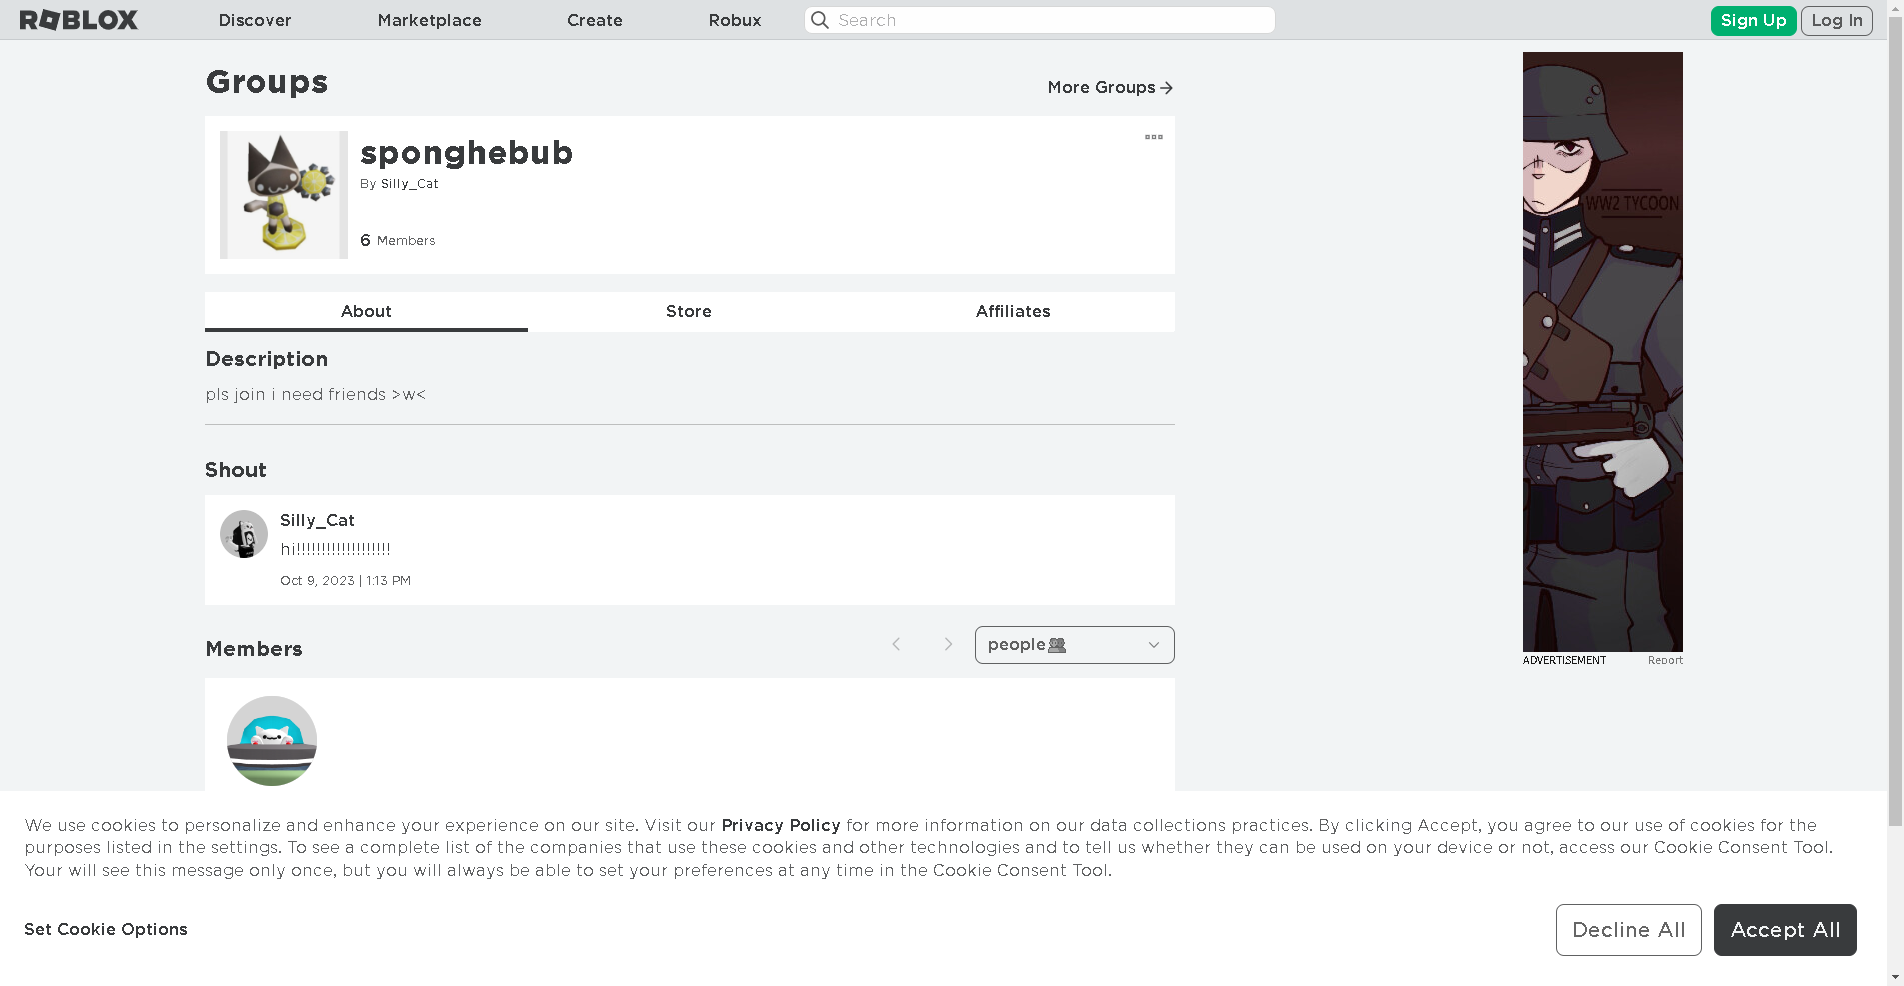 ROBLOX Discover Marketplace Create Robux Search Sign Up Log In
Groups
More Groups
sponghebub
By Silly_Cat
6 Members
About Store Affiliates
Description
pls join i need friends >w<
Shout
Silly_Cat
hi!!!!!!!!!!!!!!!!!!!
Oct 9, 2023 | 1:13 PM
Members
people👥
WW2 TYCOON
ADVERTISEMENT Report
We use cookies to personalize and enhance your experience on our site. Visit our Privacy Policy for more information on our data collections practices. By clicking Accept, you agree to our use of cookies for the
purposes listed in the settings. To see a complete list of the companies that use these cookies and other technologies and to tell us whether they can be used on your device or not, access our Cookie Consent Tool.
Your will see this message only once, but you will always be able to set your preferences at any time in the Cookie Consent Tool.
Set Cookie Options
Decline All
Accept All